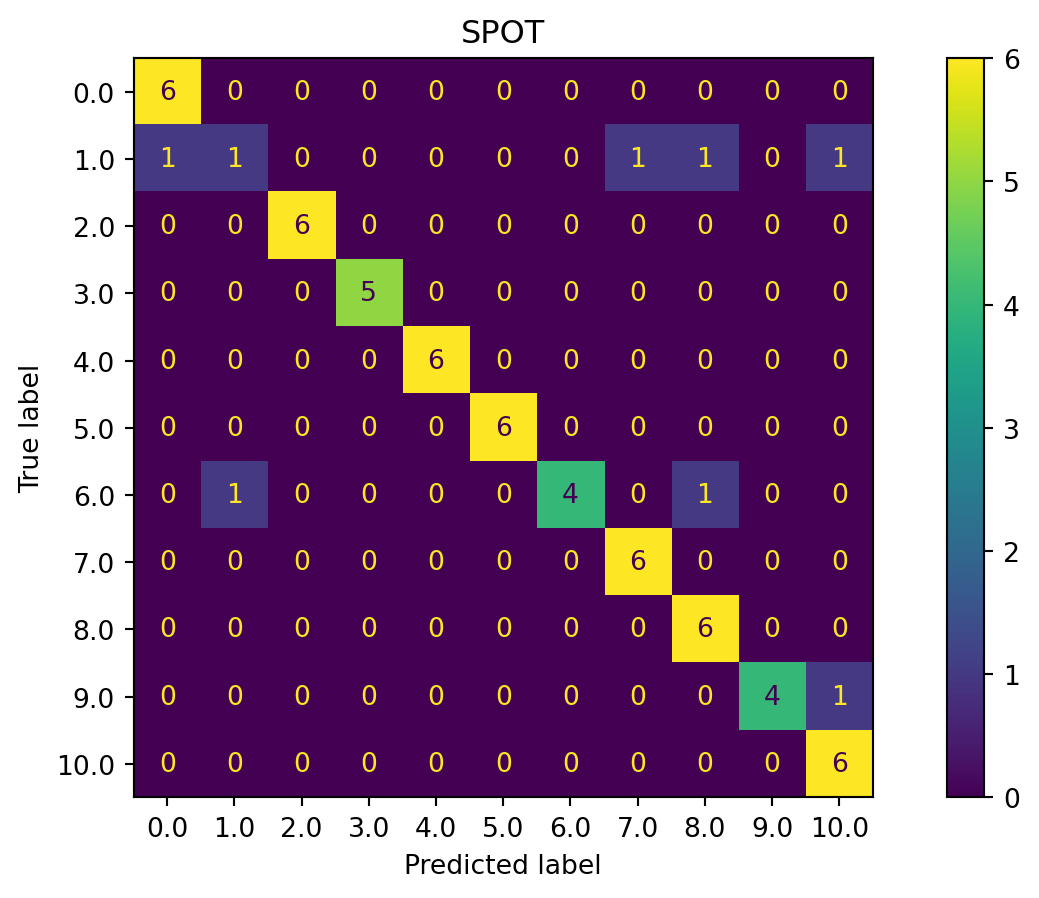 SPOT
0.0 6 0 0 0 0 0 0 0 0 0 0
1.0 1 1 0 0 0 0 0 1 1 0 1
2.0 0 0 6 0 0 0 0 0 0 0 0
3.0 0 0 0 5 0 0 0 0 0 0 0
4.0 0 0 0 0 6 0 0 0 0 0 0
5.0 0 0 0 0 0 6 0 0 0 0 0
6.0 0 1 0 0 0 0 4 0 1 0 0
7.0 0 0 0 0 0 0 0 6 0 0 0
8.0 0 0 0 0 0 0 0 0 6 0 0
9.0 0 0 0 0 0 0 0 0 0 4 1
10.0 0 0 0 0 0 0 0 0 0 0 6
0.0 1.0 2.0 3.0 4.0 5.0 6.0 7.0 8.0 9.0 10.0
Predicted label
True label
6
5
4
3
2
1
0